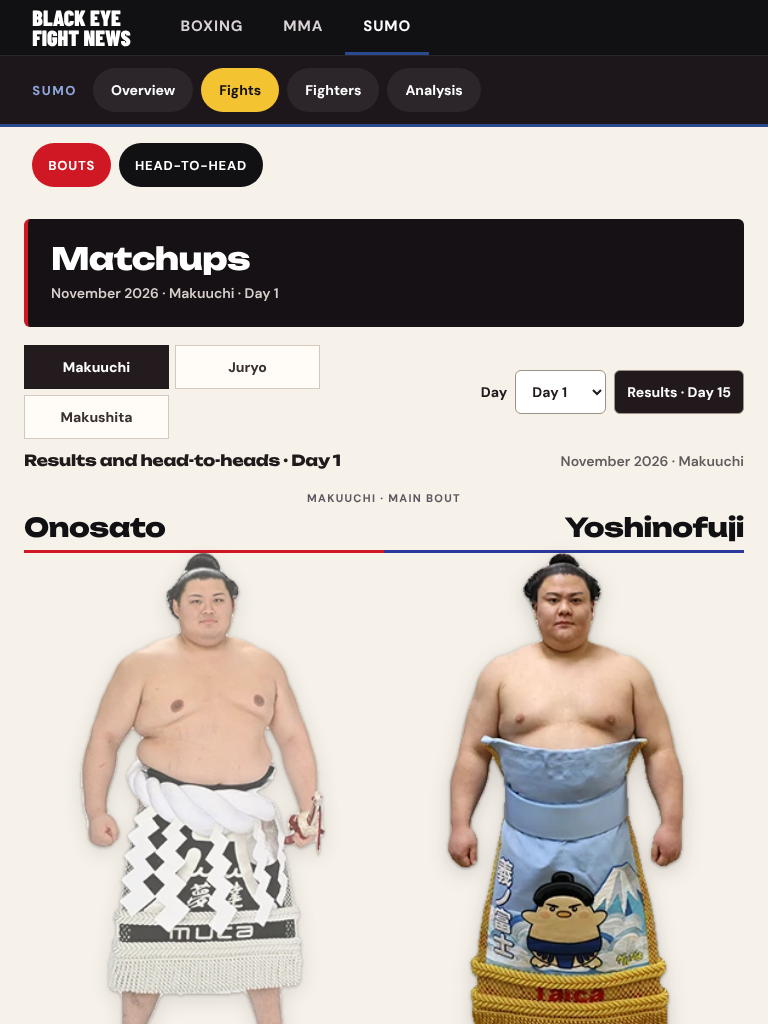 BLACK EYE
FIGHT NEWS
BOXING MMA SUMO
SUMO Overview Fights Fighters Analysis
BOUTS HEAD-TO-HEAD
Matchups
November 2026 · Makuuchi · Day 1
Makuuchi Juryo
Makushita
Day Day 1 Results · Day 15
Results and head-to-heads · Day 1 November 2026 · Makuuchi
MAKUUCHI · MAIN BOUT
Onosato Yoshinofuji
muta
義ノ富士